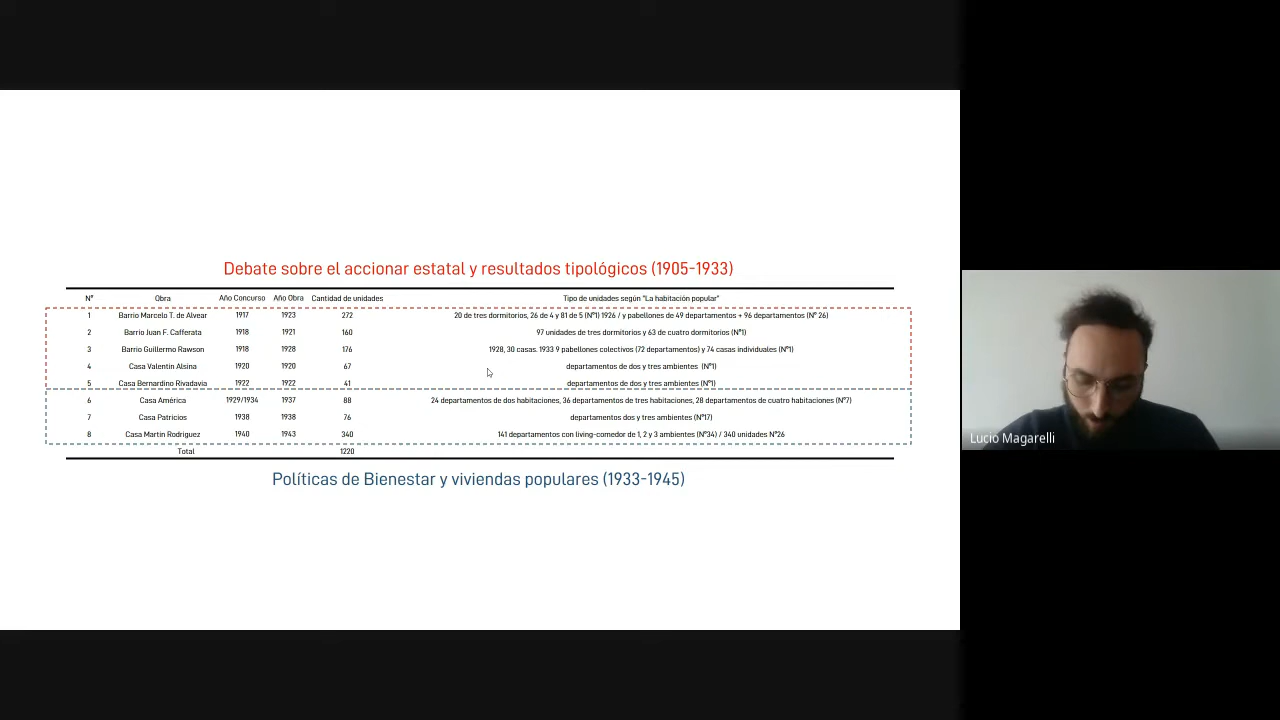 Debate sobre el accionar estatal y resultados tipológicos (1905-1933)
Nº Obra Año Concurso Año Obra Cantidad de unidades Tipo de unidades según "La habitación popular"
1 Barrio Marcelo T. de Alvear 1917 1923 272 20 de tres dormitorios, 26 de 4 y 81 de 5 (Nº1) 1926 / y pabellones de 49 departamentos + 96 departamentos (Nº 26)
2 Barrio Juan F. Cafferata 1918 1921 160 97 unidades de tres dormitorios y 63 de cuatro dormitorios (Nº1)
3 Barrio Guillermo Rawson 1918 1928 176 1928, 30 casas. 1933 9 pabellones colectivos (72 departamentos) y 74 casas individuales (Nº1)
4 Casa Valentín Alsina 1920 1920 67 departamentos de dos y tres ambientes (Nº1)
5 Casa Bernardino Rivadavia 1922 1922 41 departamentos de dos y tres ambientes (Nº1)
6 Casa América 1929/1934 1937 88 24 departamentos de dos habitaciones, 36 departamentos de tres habitaciones, 28 departamentos de cuatro habitaciones (Nº7)
7 Casa Patricios 1938 1938 76 departamentos dos y tres ambientes (Nº17)
8 Casa Martín Rodriguez 1940 1943 340 141 departamentos con living-comedor de 1, 2 y 3 ambientes (Nº34) / 340 unidades Nº26
Total 1220
Políticas de Bienestar y viviendas populares (1933-1945)
Lucio Magarelli